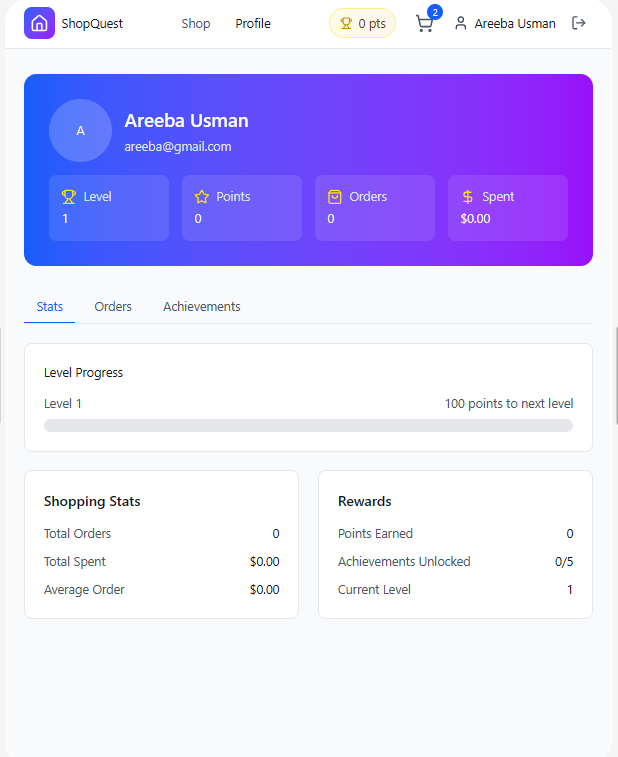 ShopQuest Shop Profile 0 pts 2 Areeba Usman
A
Areeba Usman
areeba@gmail.com
Level Points Orders Spent
1 0 0 $0.00
Stats Orders Achievements
Level Progress
Level 1 100 points to next level
Shopping Stats
Total Orders 0
Total Spent $0.00
Average Order $0.00
Rewards
Points Earned 0
Achievements Unlocked 0/5
Current Level 1